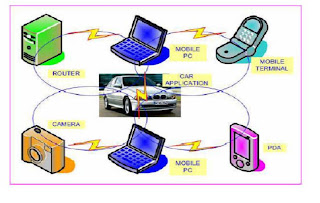 MOBILE
PC
MOBILE
TERMINAL
ROUTER
CAR
APPLICATION
CAMERA
MOBILE
PC
PDA